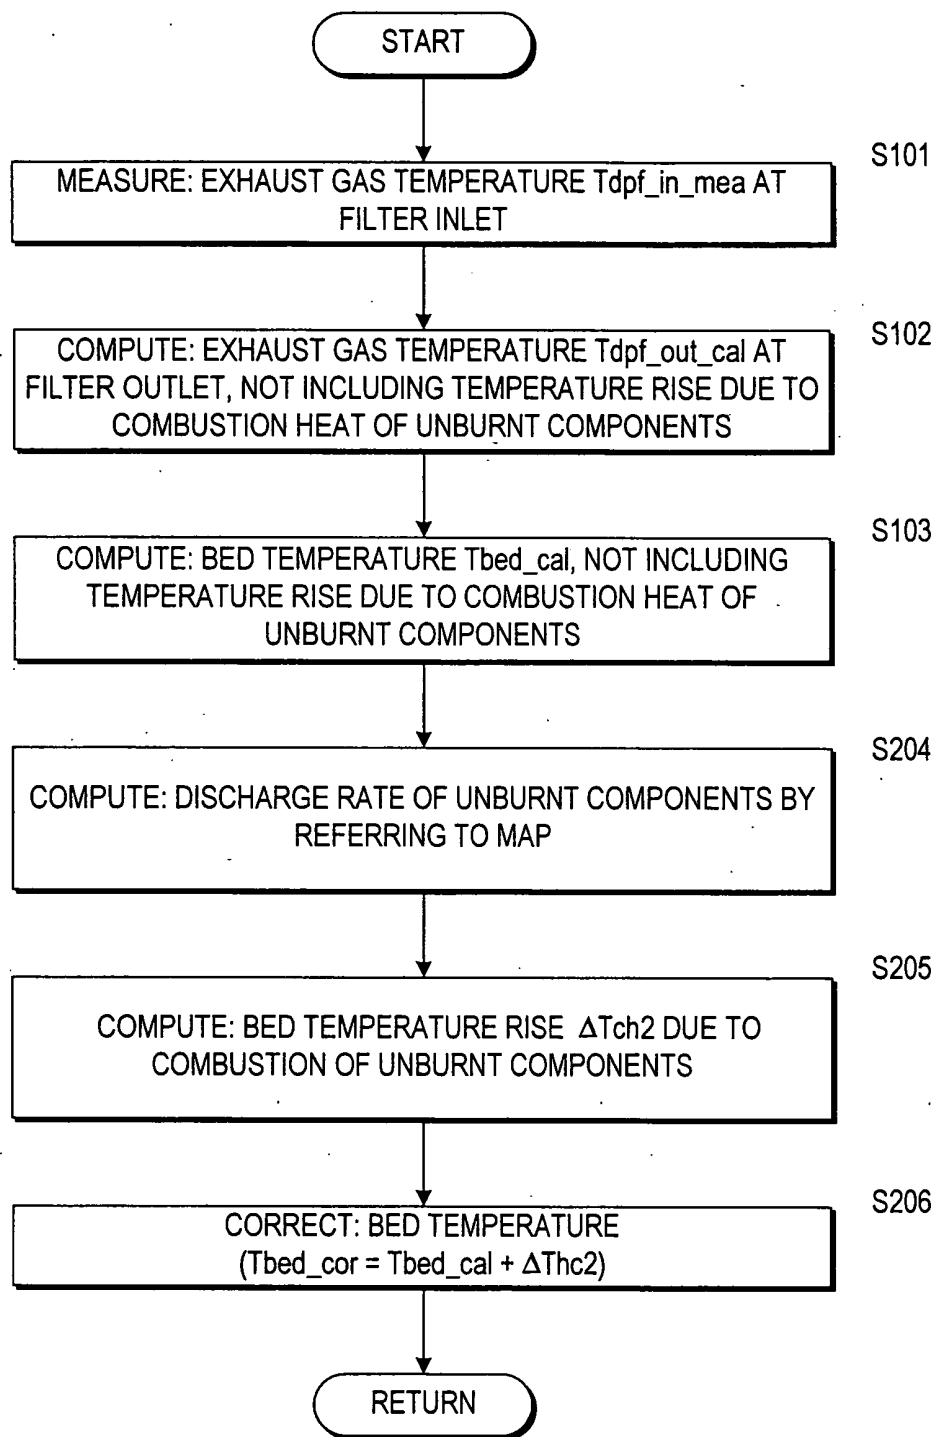 START
S101
MEASURE: EXHAUST GAS TEMPERATURE Tdpf_in_mea AT
FILTER INLET
S102
COMPUTE: EXHAUST GAS TEMPERATURE Tdpf_out_cal AT
FILTER OUTLET, NOT INCLUDING TEMPERATURE RISE DUE TO
COMBUSTION HEAT OF UNBURNT COMPONENTS
S103
COMPUTE: BED TEMPERATURE Tbed_cal, NOT INCLUDING
TEMPERATURE RISE DUE TO COMBUSTION HEAT OF
UNBURNT COMPONENTS
S204
COMPUTE: DISCHARGE RATE OF UNBURNT COMPONENTS BY
REFERRING TO MAP
S205
COMPUTE: BED TEMPERATURE RISE ΔTch2 DUE TO
COMBUSTION OF UNBURNT COMPONENTS
S206
CORRECT: BED TEMPERATURE
(Tbed_cor = Tbed_cal + ΔThc2)
RETURN